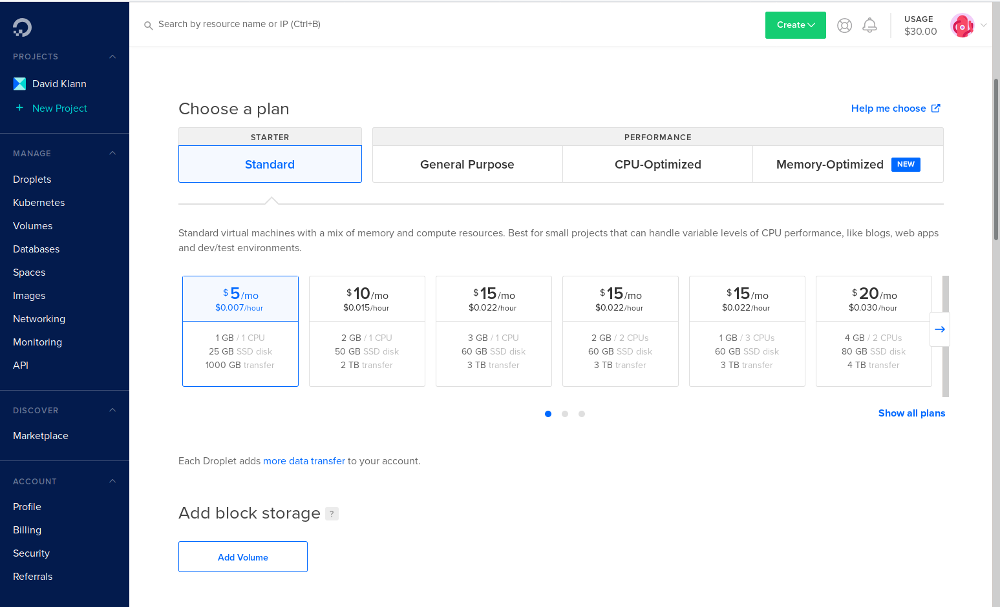 Search by resource name or IP (Ctrl+B)
Create
USAGE
$30.00
PROJECTS
David Klann
+ New Project
MANAGE
Droplets
Kubernetes
Volumes
Databases
Spaces
Images
Networking
Monitoring
API
DISCOVER
Marketplace
ACCOUNT
Profile
Billing
Security
Referrals
Choose a plan
Help me choose
STARTER
PERFORMANCE
Standard
General Purpose
CPU-Optimized
Memory-Optimized NEW
Standard virtual machines with a mix of memory and compute resources. Best for small projects that can handle variable levels of CPU performance, like blogs, web apps
and dev/test environments.
$5/mo
$0.007/hour
1 GB / 1 CPU
25 GB SSD disk
1000 GB transfer
$10/mo
$0.015/hour
2 GB / 1 CPU
50 GB SSD disk
2 TB transfer
$15/mo
$0.022/hour
3 GB / 1 CPU
60 GB SSD disk
3 TB transfer
$15/mo
$0.022/hour
2 GB / 2 CPUs
60 GB SSD disk
3 TB transfer
$15/mo
$0.022/hour
1 GB / 3 CPUs
60 GB SSD disk
3 TB transfer
$20/mo
$0.030/hour
4 GB / 2 CPUs
80 GB SSD disk
4 TB transfer
Show all plans
Each Droplet adds more data transfer to your account.
Add block storage ?
Add Volume